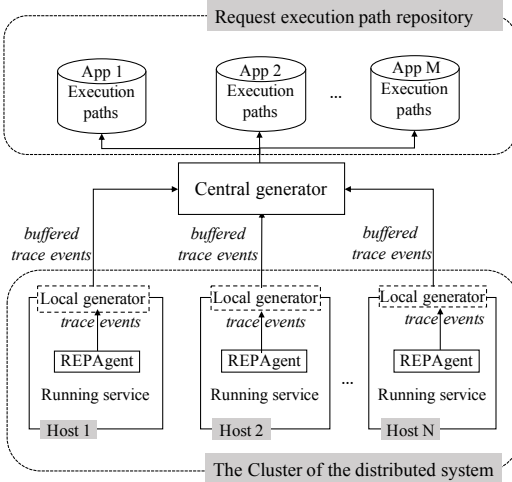 Request execution path repository
App 1
Execution
paths
App 2
Execution
paths
...
App M
Execution
paths
Central generator
buffered
trace events
buffered
trace events
buffered
trace events
Local generator
trace events
REPAgent
Running service
Host 1
Local generator
trace events
REPAgent
Running service
Host 2
...
Local generator
trace events
REPAgent
Running service
Host N
The Cluster of the distributed system